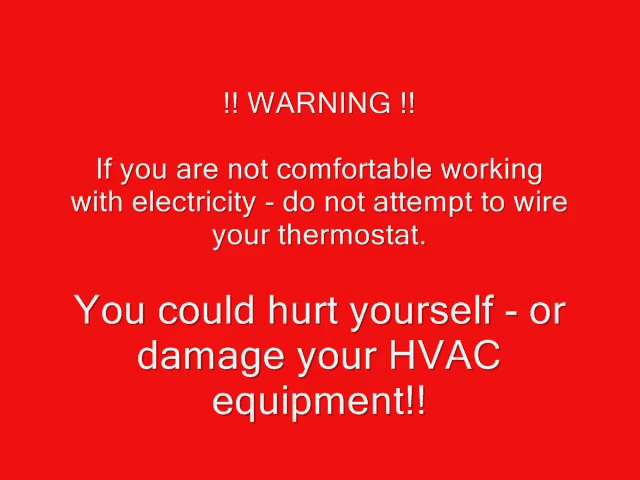 !! WARNING !!
If you are not comfortable working
with electricity - do not attempt to wire
your thermostat.
You could hurt yourself - or
damage your HVAC
equipment!!